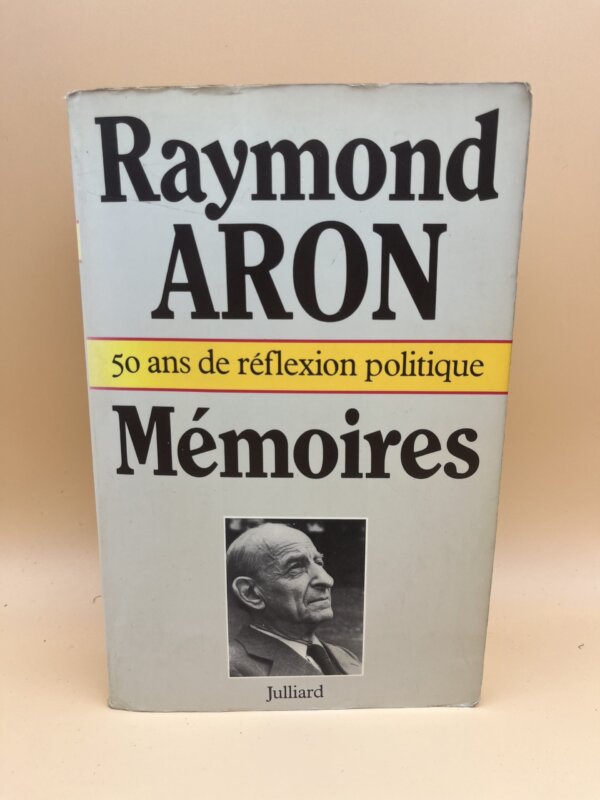 Raymond
ARON
50 ans de réflexion politique
Mémoires
Julliard